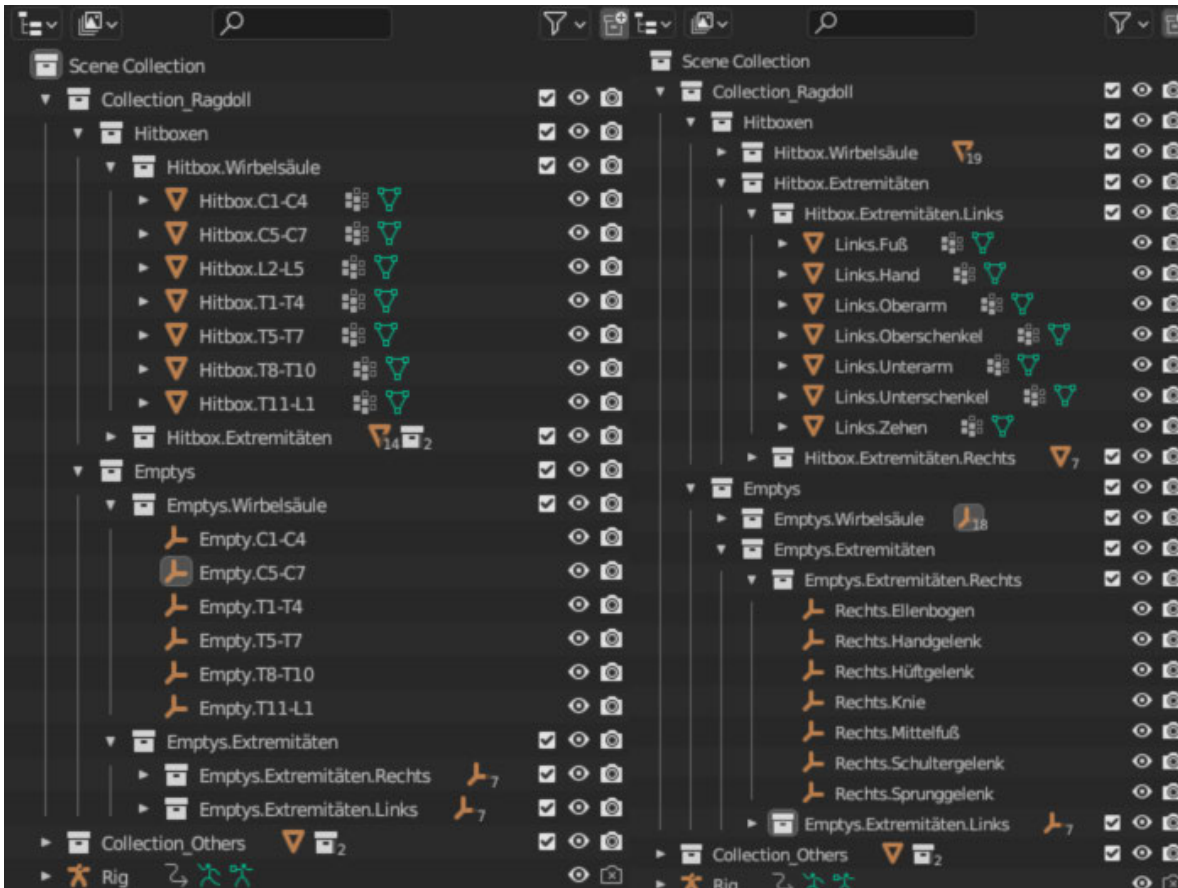 Scene Collection
Collection_Ragdoll
Hitboxen
Hitbox.Wirbelsäule
Hitbox.C1-C4
Hitbox.C5-C7
Hitbox.L2-L5
Hitbox.T1-T4
Hitbox.T5-T7
Hitbox.T8-T10
Hitbox.T11-L1
Hitbox.Extremitäten 14 2
Emptys
Emptys.Wirbelsäule
Empty.C1-C4
Empty.C5-C7
Empty.T1-T4
Empty.T5-T7
Empty.T8-T10
Empty.T11-L1
Emptys.Extremitäten
Emptys.Extremitäten.Rechts 7
Emptys.Extremitäten.Links 7
Collection_Others 2
Rig
Scene Collection
Collection_Ragdoll
Hitboxen
Hitbox.Wirbelsäule 19
Hitbox.Extremitäten
Hitbox.Extremitäten.Links
Links.Fuß
Links.Hand
Links.Oberarm
Links.Oberschenkel
Links.Unterarm
Links.Unterschenkel
Links.Zehen
Hitbox.Extremitäten.Rechts 7
Emptys
Emptys.Wirbelsäule 18
Emptys.Extremitäten
Emptys.Extremitäten.Rechts
Rechts.Ellenbogen
Rechts.Handgelenk
Rechts.Hüftgelenk
Rechts.Knie
Rechts.Mittelfuß
Rechts.Schultergelenk
Rechts.Sprunggelenk
Emptys.Extremitäten.Links 7
Collection_Others 2
Rig